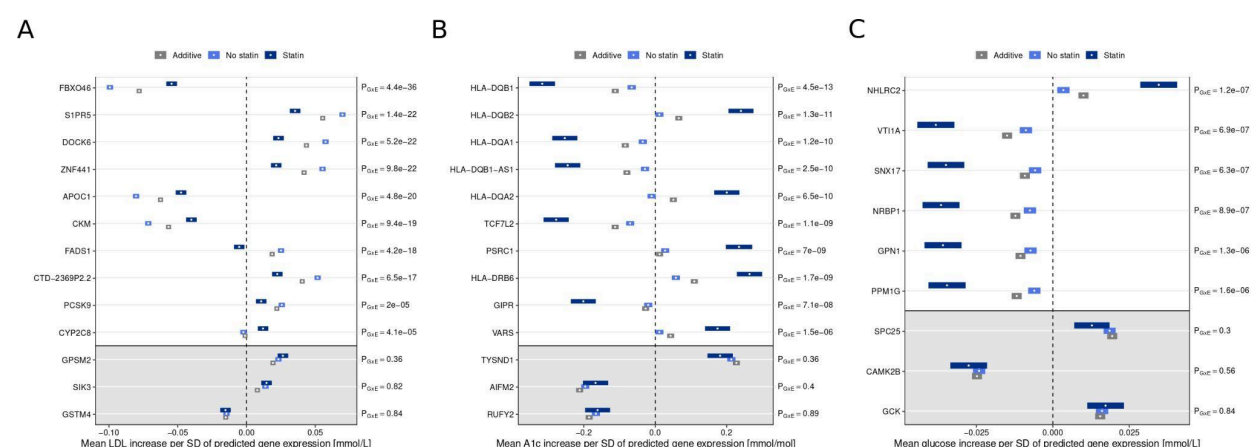 A
Additive No statin Statin
FBXO46 P_GxE = 4.4e−36
S1PR5 P_GxE = 1.4e−22
DOCK6 P_GxE = 5.2e−22
ZNF441 P_GxE = 9.8e−22
APOC1 P_GxE = 4.8e−20
CKM P_GxE = 9.4e−19
FADS1 P_GxE = 4.2e−18
CTD−2369P2.2 P_GxE = 6.5e−17
PCSK9 P_GxE = 2e−05
CYP2C8 P_GxE = 4.1e−05
GPSM2 P_GxE = 0.36
SIK3 P_GxE = 0.82
GSTM4 P_GxE = 0.84
−0.10 −0.05 0.00 0.05
Mean LDL increase per SD of predicted gene expression [mmol/L]
B
Additive No statin Statin
HLA−DQB1 P_GxE = 4.5e−13
HLA−DQB2 P_GxE = 1.3e−11
HLA−DQA1 P_GxE = 1.2e−10
HLA−DQB1−AS1 P_GxE = 2.5e−10
HLA−DQA2 P_GxE = 6.5e−10
TCF7L2 P_GxE = 1.1e−09
PSRC1 P_GxE = 7e−09
HLA−DRB6 P_GxE = 1.7e−09
GIPR P_GxE = 7.1e−08
VARS P_GxE = 1.5e−06
TYSND1 P_GxE = 0.36
AIFM2 P_GxE = 0.4
RUFY2 P_GxE = 0.89
−0.2 0.0 0.2
Mean A1c increase per SD of predicted gene expression [mmol/mol]
C
Additive No statin Statin
NHLRC2 P_GxE = 1.2e−07
VTI1A P_GxE = 6.9e−07
SNX17 P_GxE = 6.3e−07
NRBP1 P_GxE = 8.9e−07
GPN1 P_GxE = 1.3e−06
PPM1G P_GxE = 1.6e−06
SPC25 P_GxE = 0.3
CAMK2B P_GxE = 0.56
GCK P_GxE = 0.84
−0.025 0.000 0.025
Mean glucose increase per SD of predicted gene expression [mmol/L]